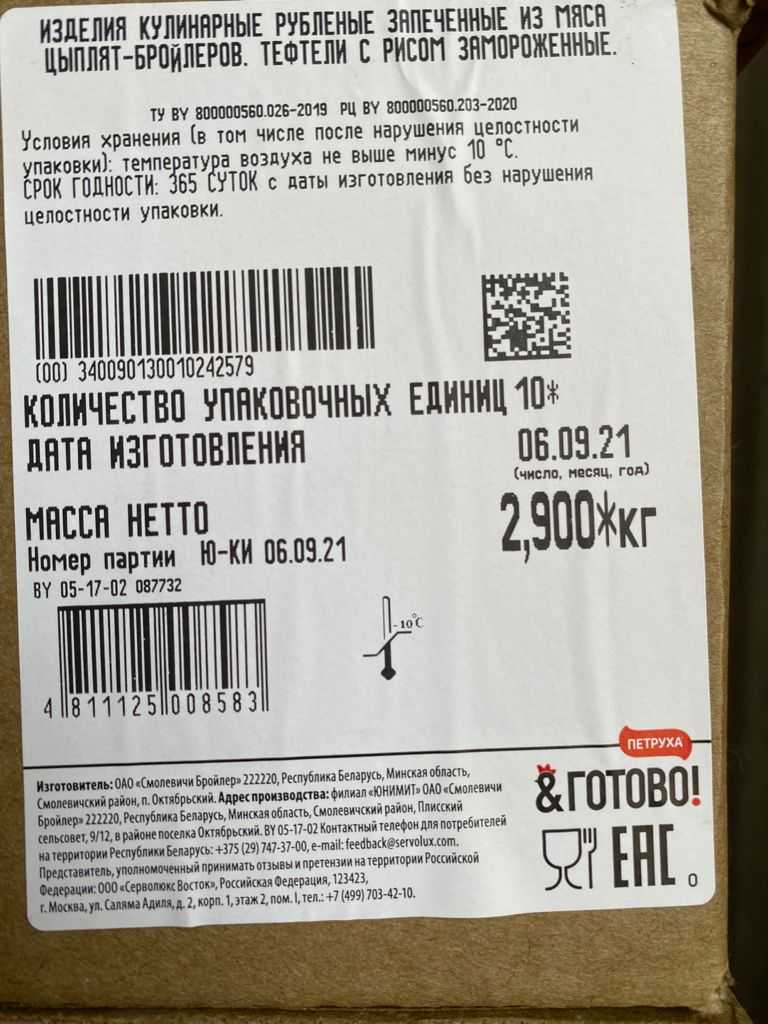 ИЗДЕЛИЯ КУЛИНАРНЫЕ РУБЛЕНЫЕ ЗАПЕЧЕННЫЕ ИЗ МЯСА
ЦЫПЛЯТ-БРОЙЛЕРОВ. ТЕФТЕЛИ С РИСОМ ЗАМОРОЖЕННЫЕ.
ТУ BY 800000560.026-2019 РЦ BY 800000560.203-2020
Условия хранения (в том числе после нарушения целостности
упаковки): температура воздуха не выше минус 10 °С.
СРОК ГОДНОСТИ: 365 СУТОК с даты изготовления без нарушения
целостности упаковки.
(00) 340090130010242579
КОЛИЧЕСТВО УПАКОВОЧНЫХ ЕДИНИЦ 10*
ДАТА ИЗГОТОВЛЕНИЯ 06.09.21
(число, месяц, год)
МАССА НЕТТО 2,900*кг
Номер партии Ю-КИ 06.09.21
BY 05-17-02 087732
-10°C
4 811125 008583
ПЕТРУХА
&ГОТОВО!
Изготовитель: ОАО «Смолевичи Бройлер» 222220, Республика Беларусь, Минская область,
Смолевичский район, п. Октябрьский. Адрес производства: филиал «ЮНИМИТ» ОАО «Смолевичи
Бройлер» 222220, Республика Беларусь, Минская область, Смолевичский район, Плисский
сельсовет, 9/12, в районе поселка Октябрьский. BY 05-17-02 Контактный телефон для потребителей
на территории Республики Беларусь: +375 (29) 747-37-00, e-mail: feedback@servolux.com.
Представитель, уполномоченный принимать отзывы и претензии на территории Российской
Федерации: ООО «Серволюкс Восток», Российская Федерация, 123423,
г. Москва, ул. Саляма Адиля, д. 2, корп. 1, этаж 2, пом. I, тел.: +7 (499) 703-42-10.
EAC
0